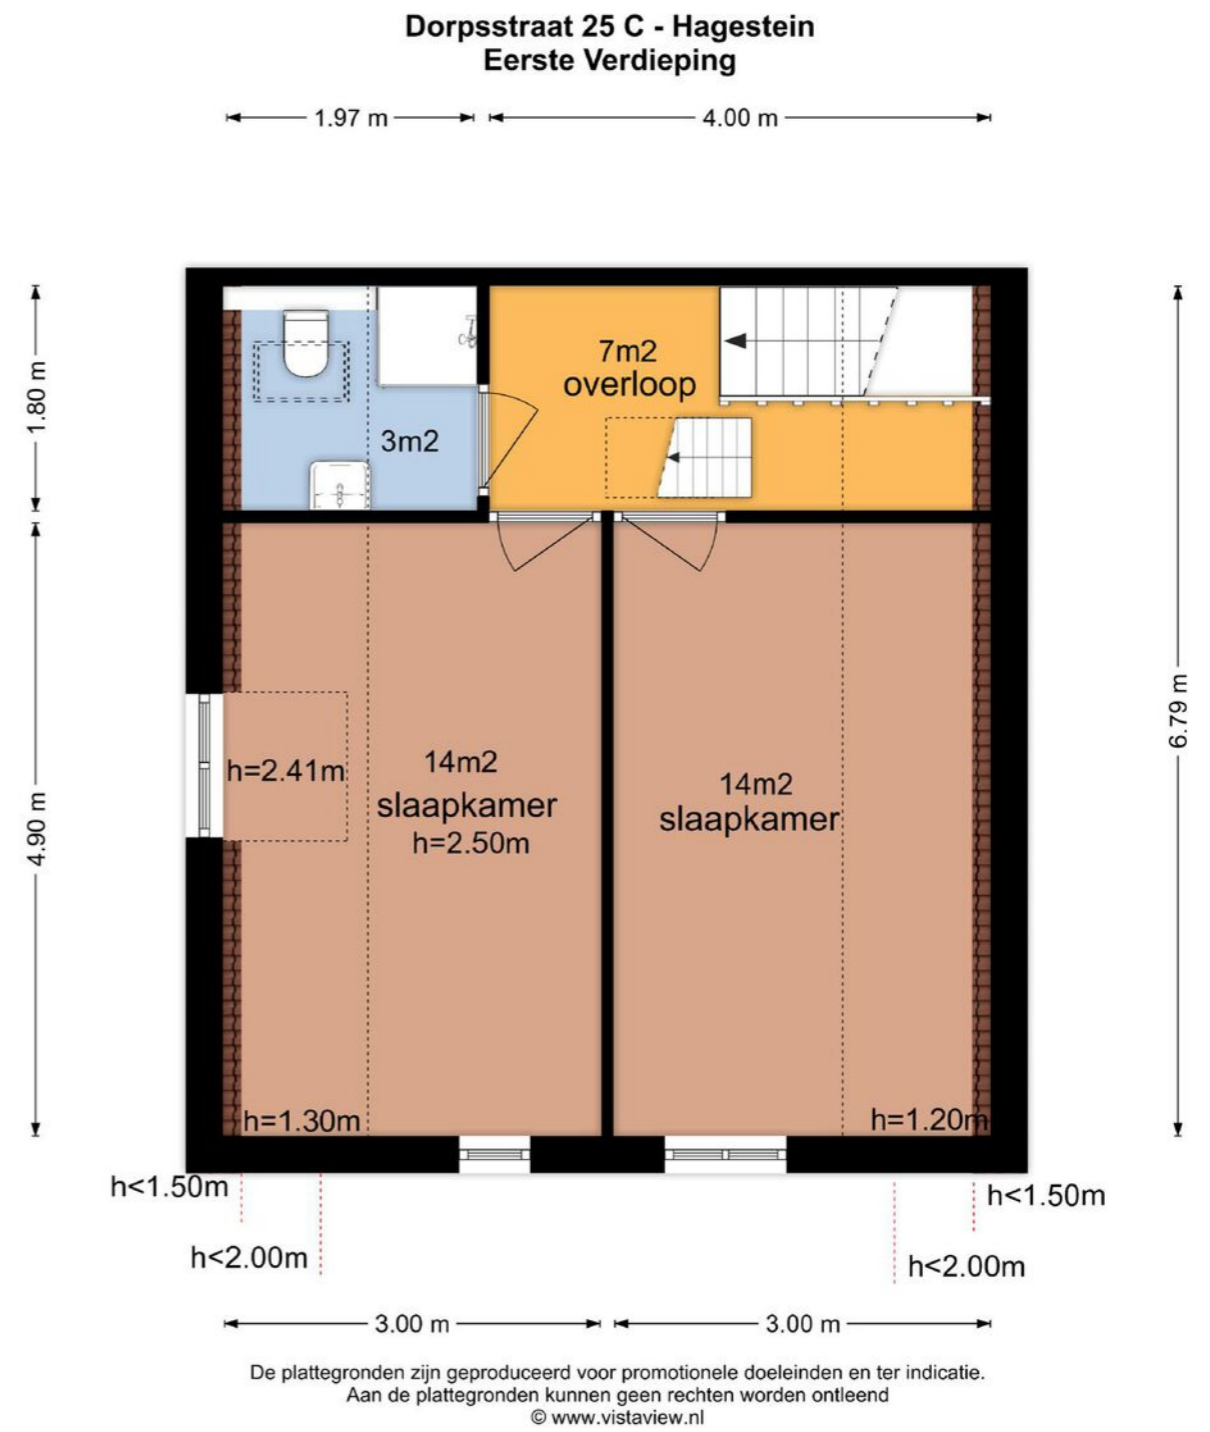 Dorpsstraat 25 C - Hagestein
Eerste Verdieping
1.97 m
4.00 m
1.80 m
7m2
overloop
3m2
6.79 m
4.90 m
h=2.41m
14m2
slaapkamer
h=2.50m
14m2
slaapkamer
h=1.30m
h=1.20m
h<1.50m
h<1.50m
h<2.00m
h<2.00m
3.00 m
3.00 m
De plattegronden zijn geproduceerd voor promotionele doeleinden en ter indicatie.
Aan de plattegronden kunnen geen rechten worden ontleend
© www.vistaview.nl